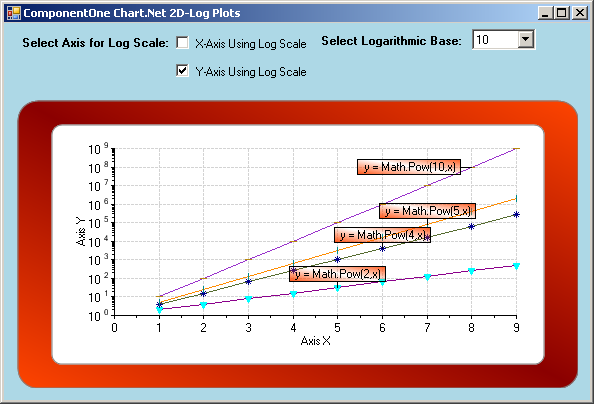 ComponentOne Chart.Net 2D-Log Plots
Select Axis for Log Scale:
X-Axis Using Log Scale
Select Logarithmic Base:
10
Y-Axis Using Log Scale
10 9
10 8
10 7
10 6
10 5
10 4
10 3
10 2
10 1
10 0
Axis Y
y = Math.Pow(10,x)
y = Math.Pow(5,x)
y = Math.Pow(4,x)
y = Math.Pow(2,x)
0 1 2 3 4 5 6 7 8 9
Axis X